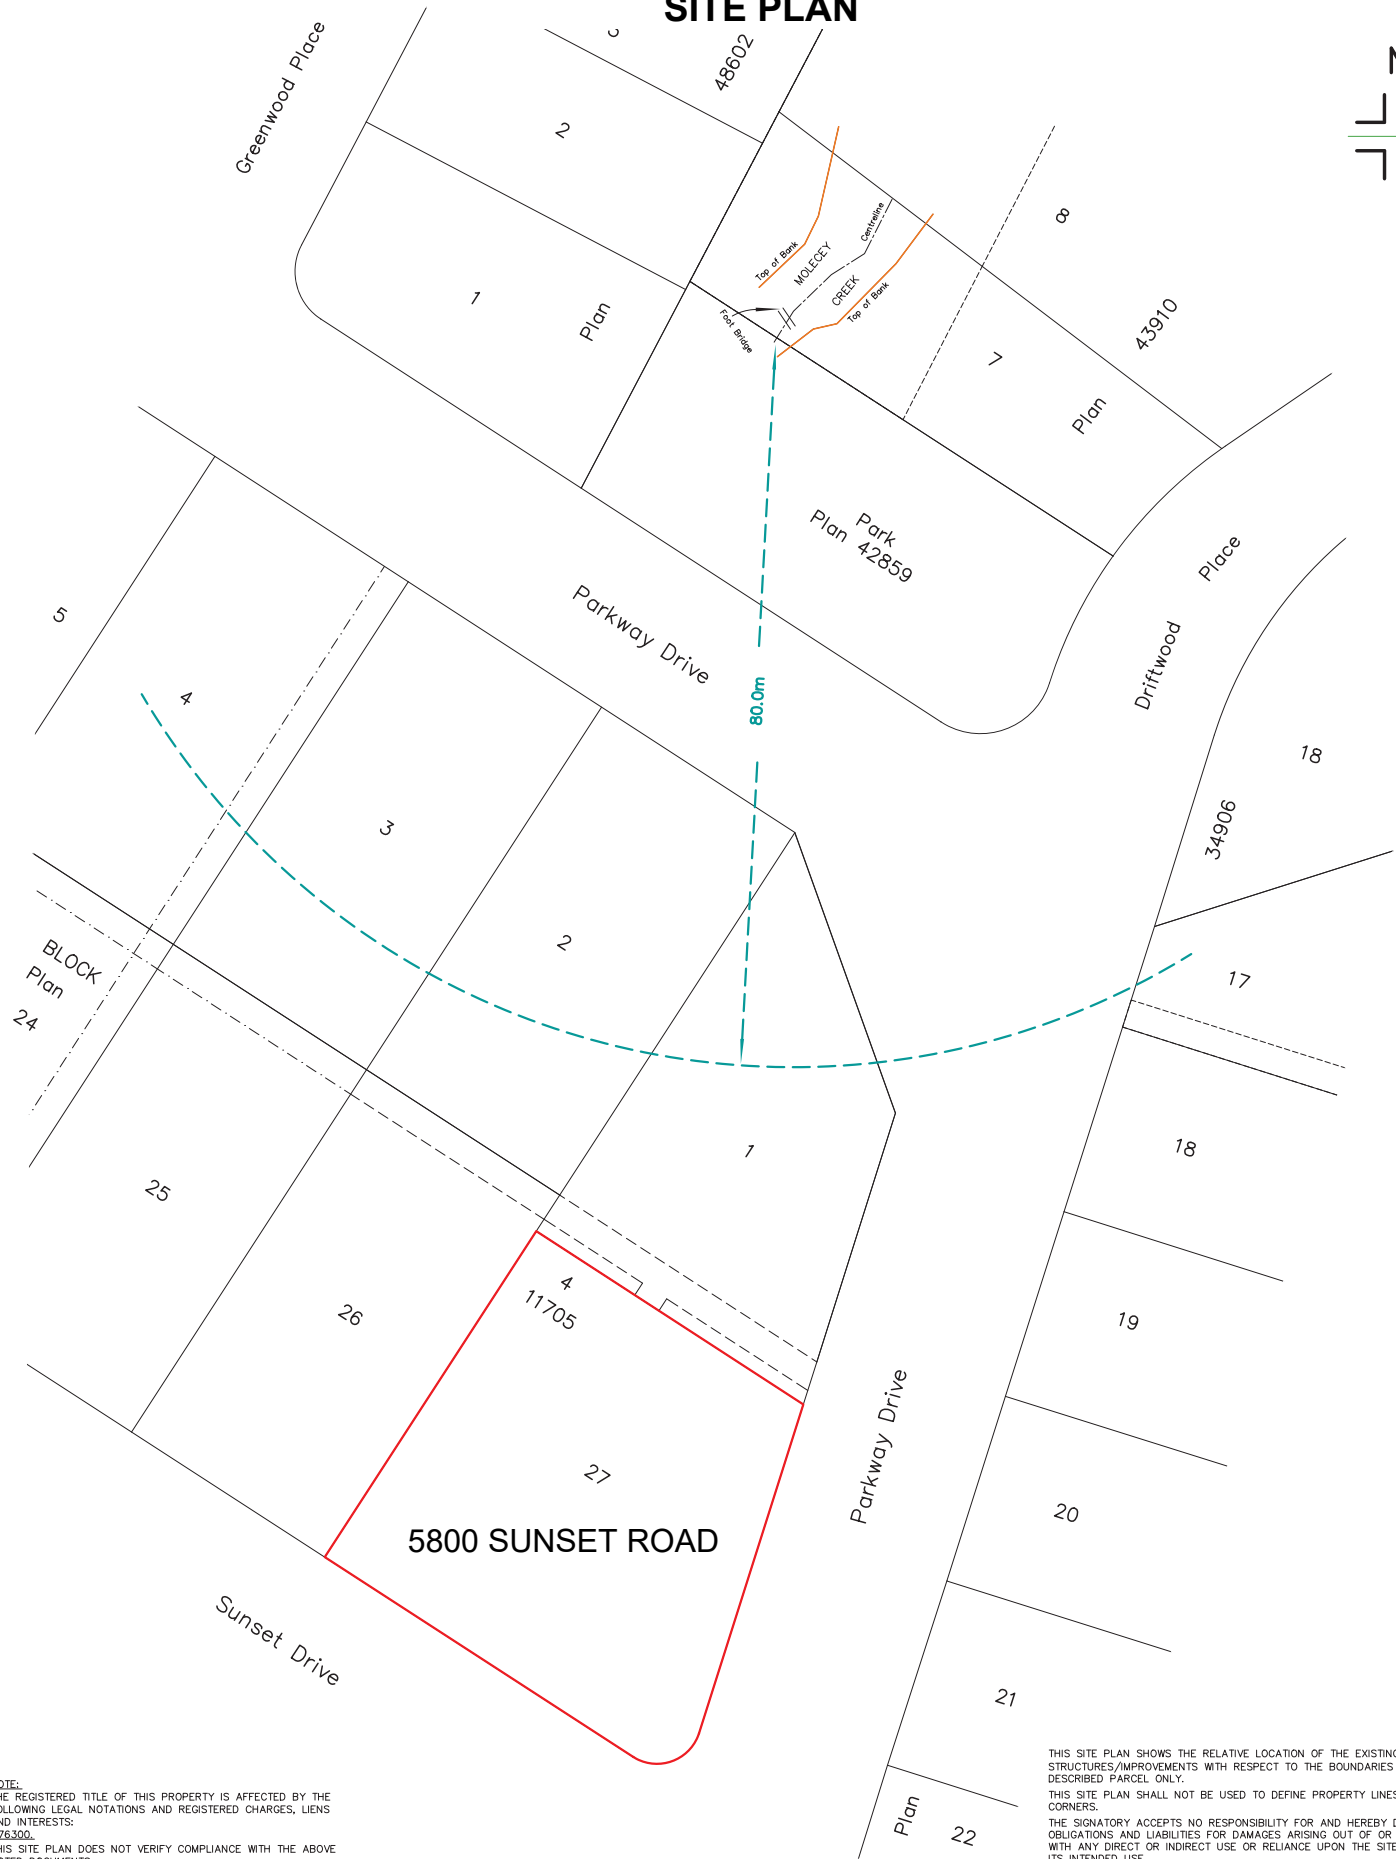 SITE PLAN
Greenwood Place
48602
2
1
Plan
Top of Bank
MOLECEY
CREEK
Centreline
Top of Bank
Foot Bridge
8
43910
7
Plan
Park
Plan 42859
Parkway Drive
Driftwood
Place
5
4
80.0m
18
34906
3
2
17
BLOCK
Plan
24
1
18
25
4
11705
26
19
Parkway Drive
27
5800 SUNSET ROAD
20
Sunset Drive
21
Plan
22
OTE:
HE REGISTERED TITLE OF THIS PROPERTY IS AFFECTED BY THE
OLLOWING LEGAL NOTATIONS AND REGISTERED CHARGES, LIENS
ND INTERESTS:
76300.
HIS SITE PLAN DOES NOT VERIFY COMPLIANCE WITH THE ABOVE
THIS SITE PLAN SHOWS THE RELATIVE LOCATION OF THE EXISTING
STRUCTURES/IMPROVEMENTS WITH RESPECT TO THE BOUNDARIES
DESCRIBED PARCEL ONLY.
THIS SITE PLAN SHALL NOT BE USED TO DEFINE PROPERTY LINES
CORNERS.
THE SIGNATORY ACCEPTS NO RESPONSIBILITY FOR AND HEREBY D
OBLIGATIONS AND LIABILITIES FOR DAMAGES ARISING OUT OF OR
WITH ANY DIRECT OR INDIRECT USE OR RELIANCE UPON THE SITE
ITS INTENDED USE